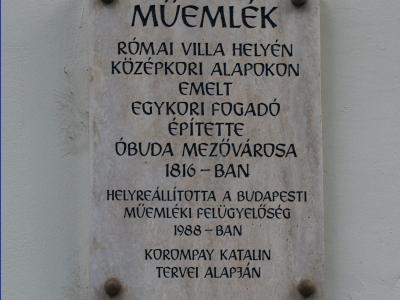 MŰEMLÉK
RÓMAI VILLA HELYÉN
KÖZÉPKORI ALAPOKON
EMELT
EGYKORI FOGADÓ
ÉPÍTETTE
ÓBUDA MEZŐVÁROSA
1816 – BAN
HELYREÁLLÍTOTTA A BUDAPESTI
MŰEMLÉKI FELÜGYELŐSÉG
1988 – BAN
KOROMPAY KATALIN
TERVEI ALAPJÁN